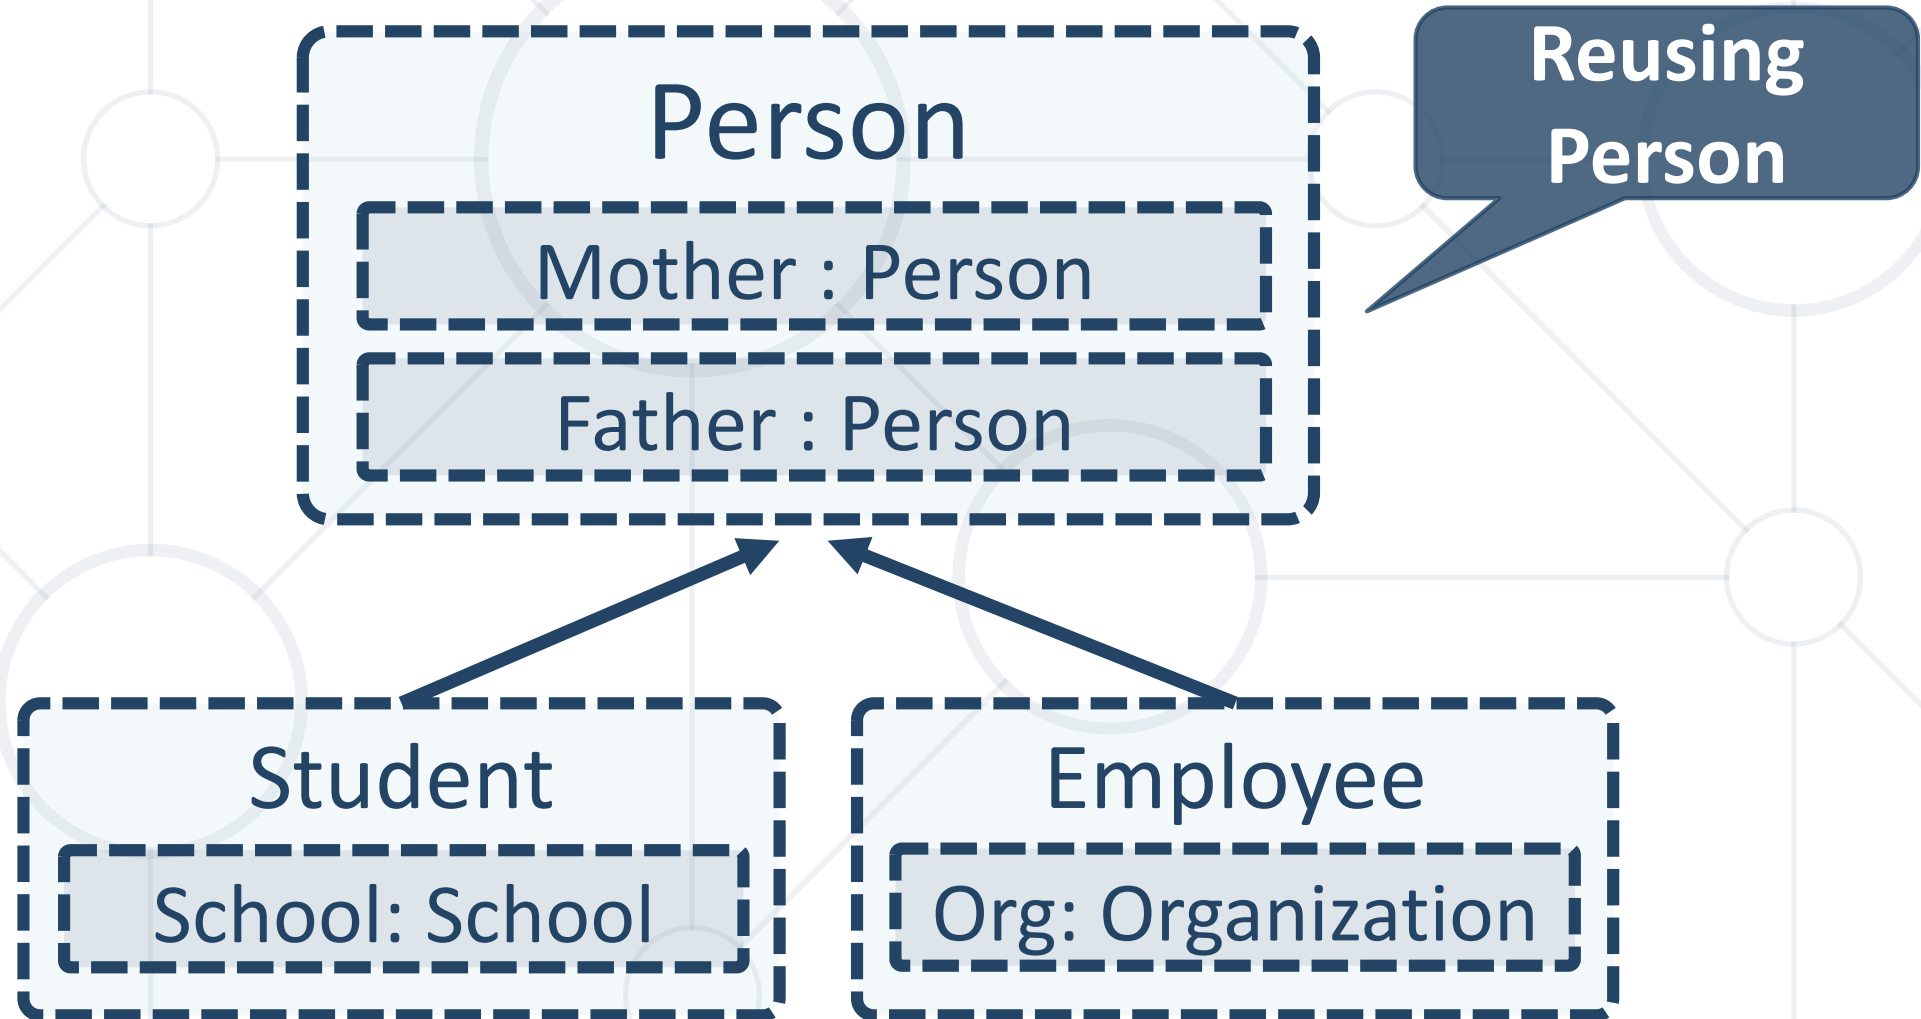 Person
Reusing
Person
Mother : Person
Father : Person
Student
School: School
Employee
Org: Organization